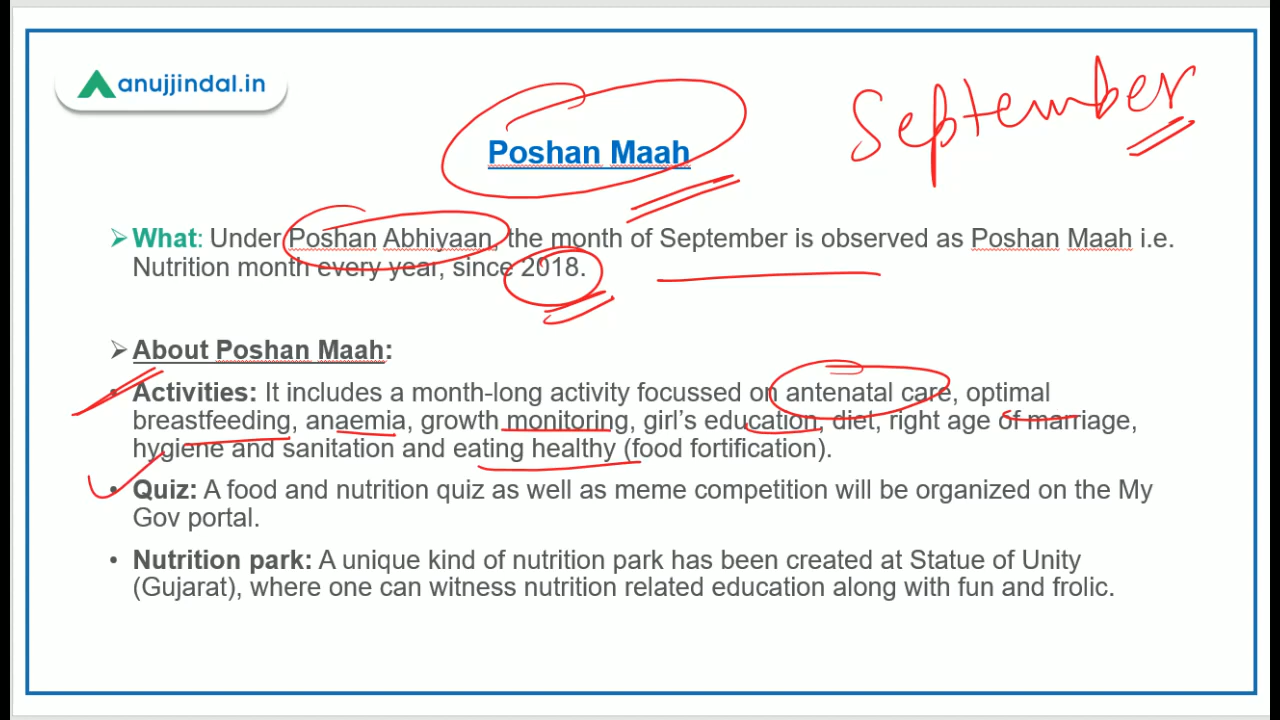 anujjindal.in
September
Poshan Maah
➢What: Under Poshan Abhiyaan, the month of September is observed as Poshan Maah i.e.
Nutrition month every year, since 2018.
➢About Poshan Maah:
• Activities: It includes a month-long activity focussed on antenatal care, optimal
breastfeeding, anaemia, growth monitoring, girl's education, diet, right age of marriage,
hygiene and sanitation and eating healthy (food fortification).
• Quiz: A food and nutrition quiz as well as meme competition will be organized on the My
Gov portal.
• Nutrition park: A unique kind of nutrition park has been created at Statue of Unity
(Gujarat), where one can witness nutrition related education along with fun and frolic.